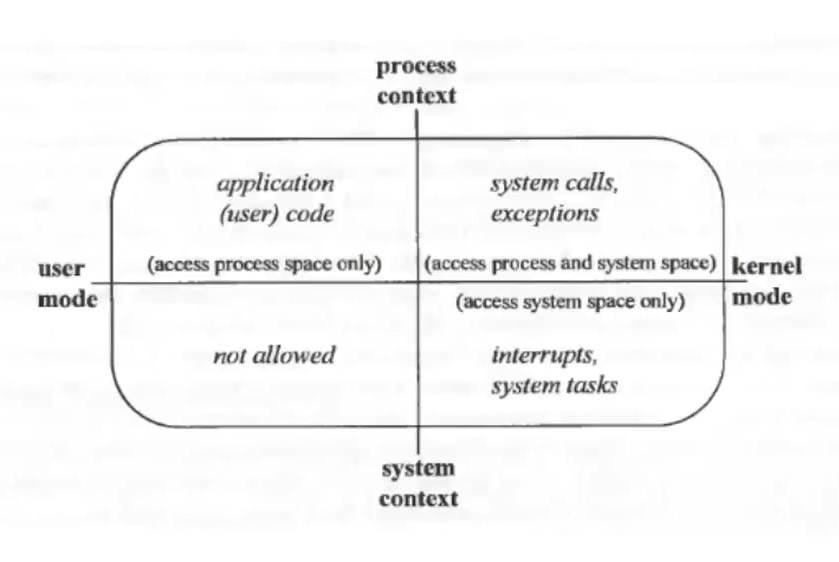 process
context
application
(user) code
system calls,
exceptions
user
mode
(access process space only)
(access process and system space)
kernel
mode
(access system space only)
not allowed
interrupts,
system tasks
system
context